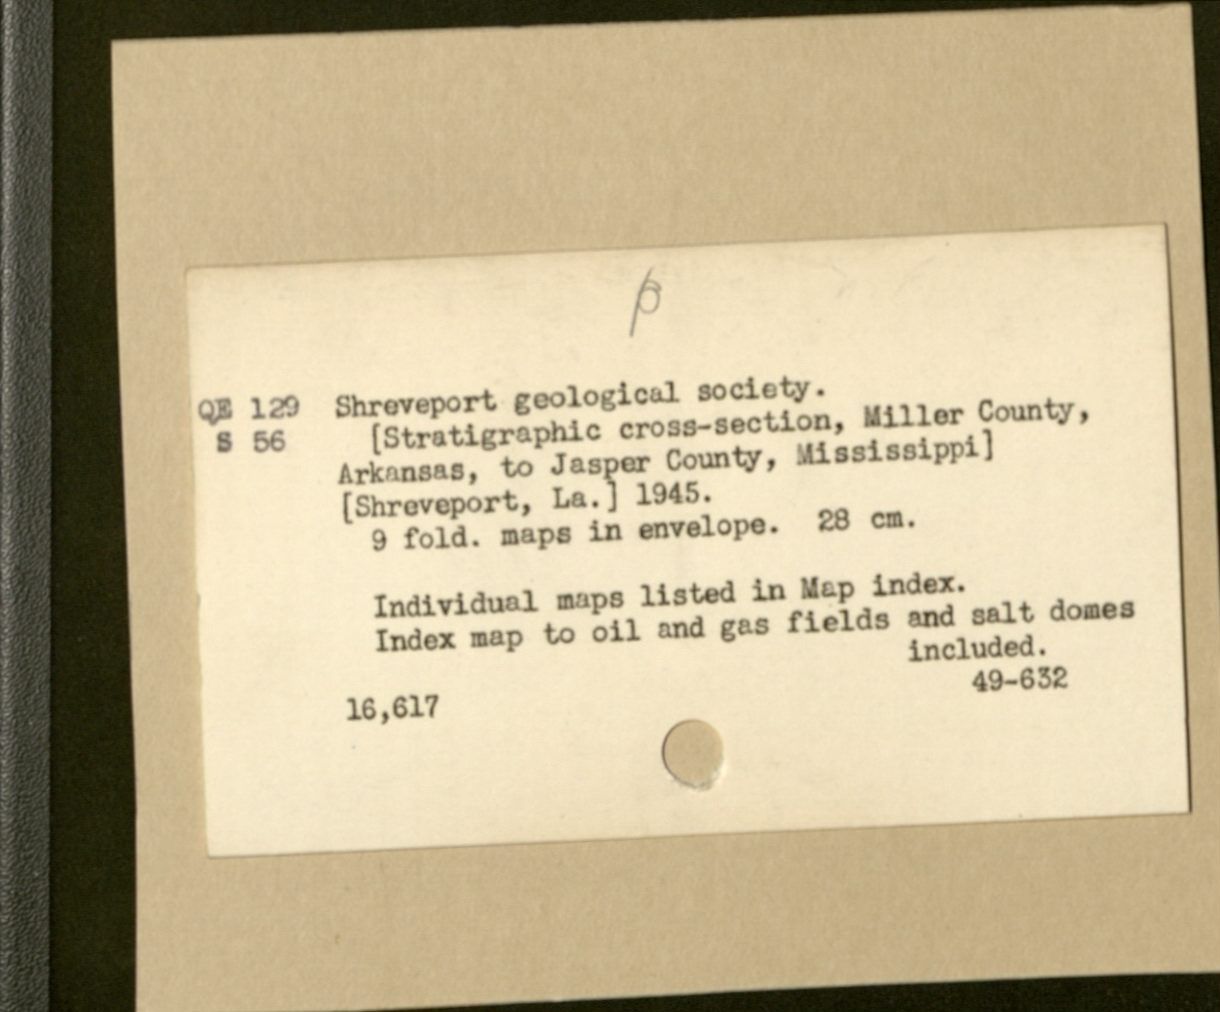 QE 129 Shreveport geological society.
S 56 [Stratigraphic cross-section, Miller County,
Arkansas, to Jasper County, Mississippi]
[Shreveport, La.] 1945.
9 fold. maps in envelope. 28 cm.
Individual maps listed in Map index.
Index map to oil and gas fields and salt domes
included.
49-632
16,617